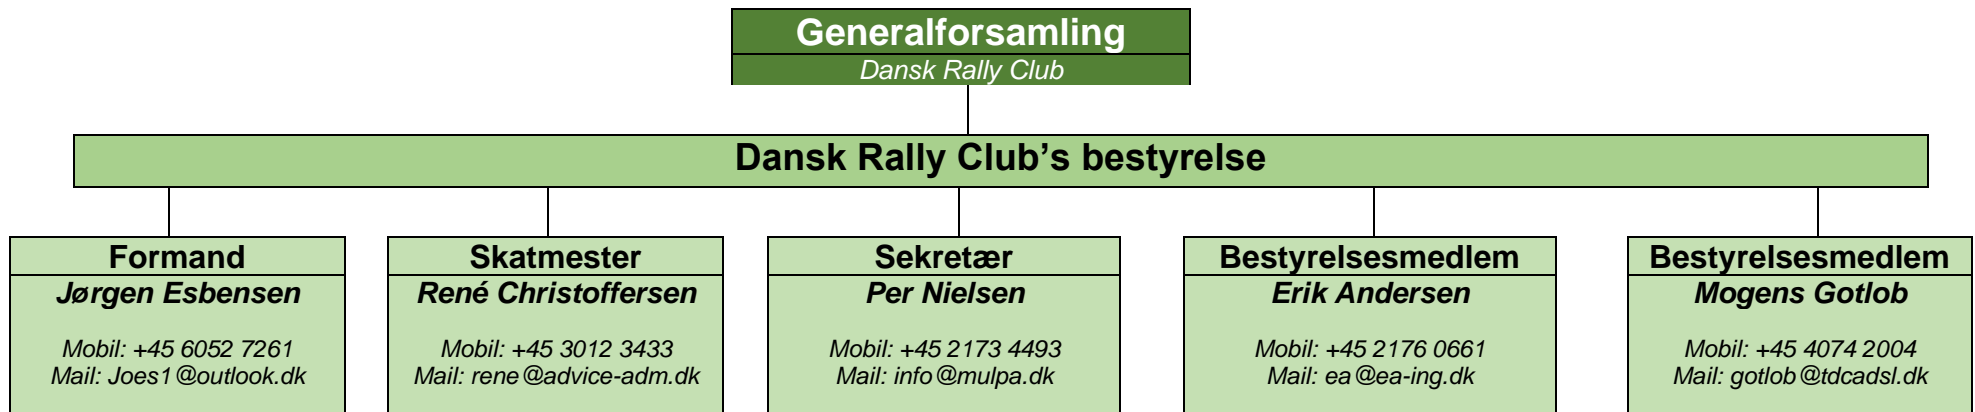 Generalforsamling
Dansk Rally Club
Dansk Rally Club’s bestyrelse
Formand
Jørgen Esbensen
Mobil: +45 6052 7261
Mail: Joes1@outlook.dk
Skatmester
René Christoffersen
Mobil: +45 3012 3433
Mail: rene@advice-adm.dk
Sekretær
Per Nielsen
Mobil: +45 2173 4493
Mail: info@mulpa.dk
Bestyrelsesmedlem
Erik Andersen
Mobil: +45 2176 0661
Mail: ea@ea-ing.dk
Bestyrelsesmedlem
Mogens Gotlob
Mobil: +45 4074 2004
Mail: gotlob@tdcadsl.dk